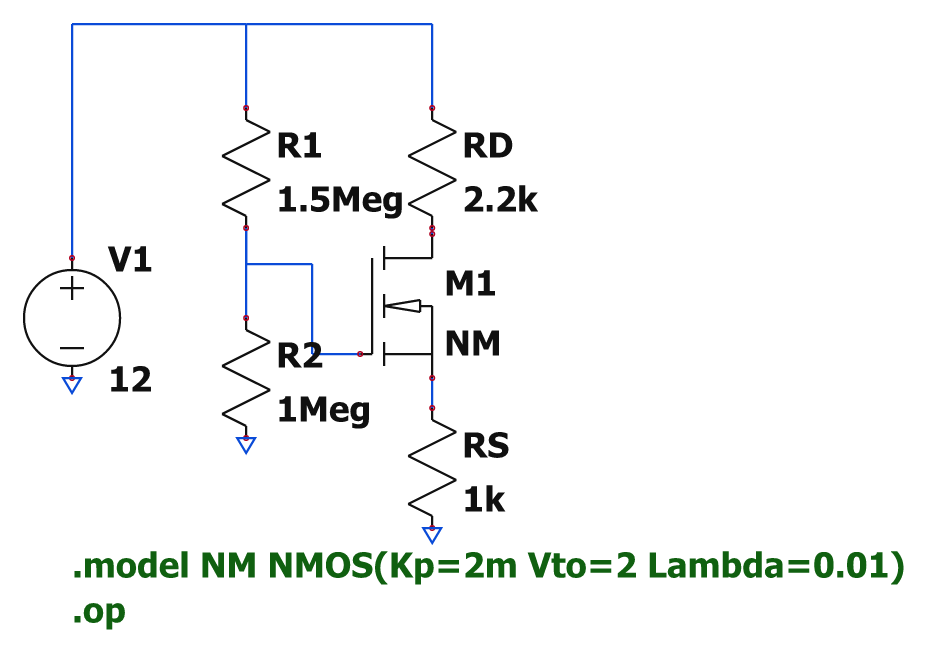 R1
1.5Meg
RD
2.2k
V1
12
M1
NM
R2
1Meg
RS
1k
.model NM NMOS(Kp=2m Vto=2 Lambda=0.01)
.op